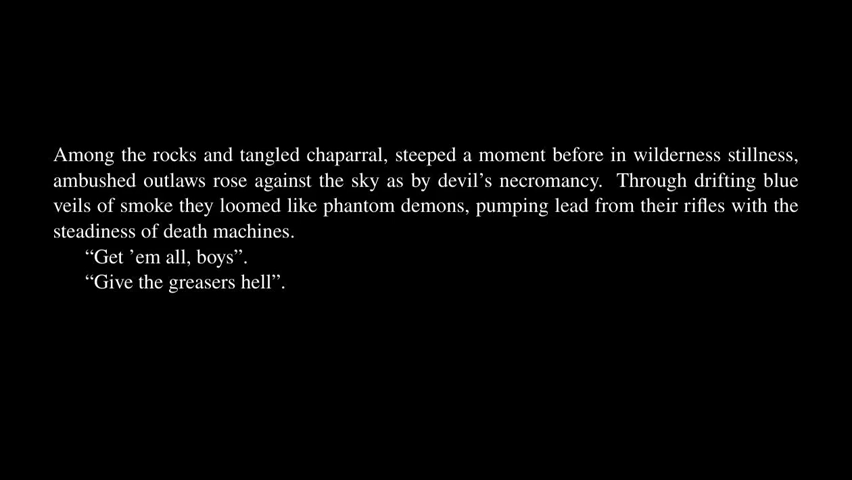 Among the rocks and tangled chaparral, steeped a moment before in wilderness stillness,
ambushed outlaws rose against the sky as by devil’s necromancy. Through drifting blue
veils of smoke they loomed like phantom demons, pumping lead from their rifles with the
steadiness of death machines.
“Get ’em all, boys”.
“Give the greasers hell”.